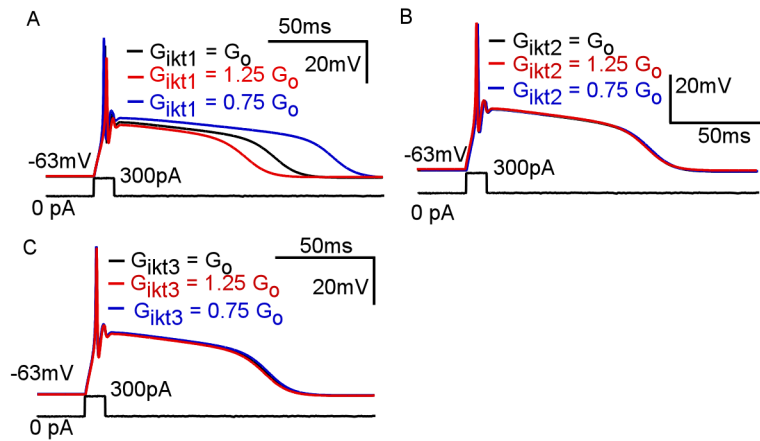 A
50ms
20mV
Gikt1 = Go
Gikt1 = 1.25 Go
Gikt1 = 0.75 Go
-63mV
300pA
0 pA
B
Gikt2 = Go
Gikt2 = 1.25 Go
Gikt2 = 0.75 Go
20mV
50ms
-63mV
300pA
0 pA
C
50ms
20mV
Gikt3 = Go
Gikt3 = 1.25 Go
Gikt3 = 0.75 Go
-63mV
300pA
0 pA